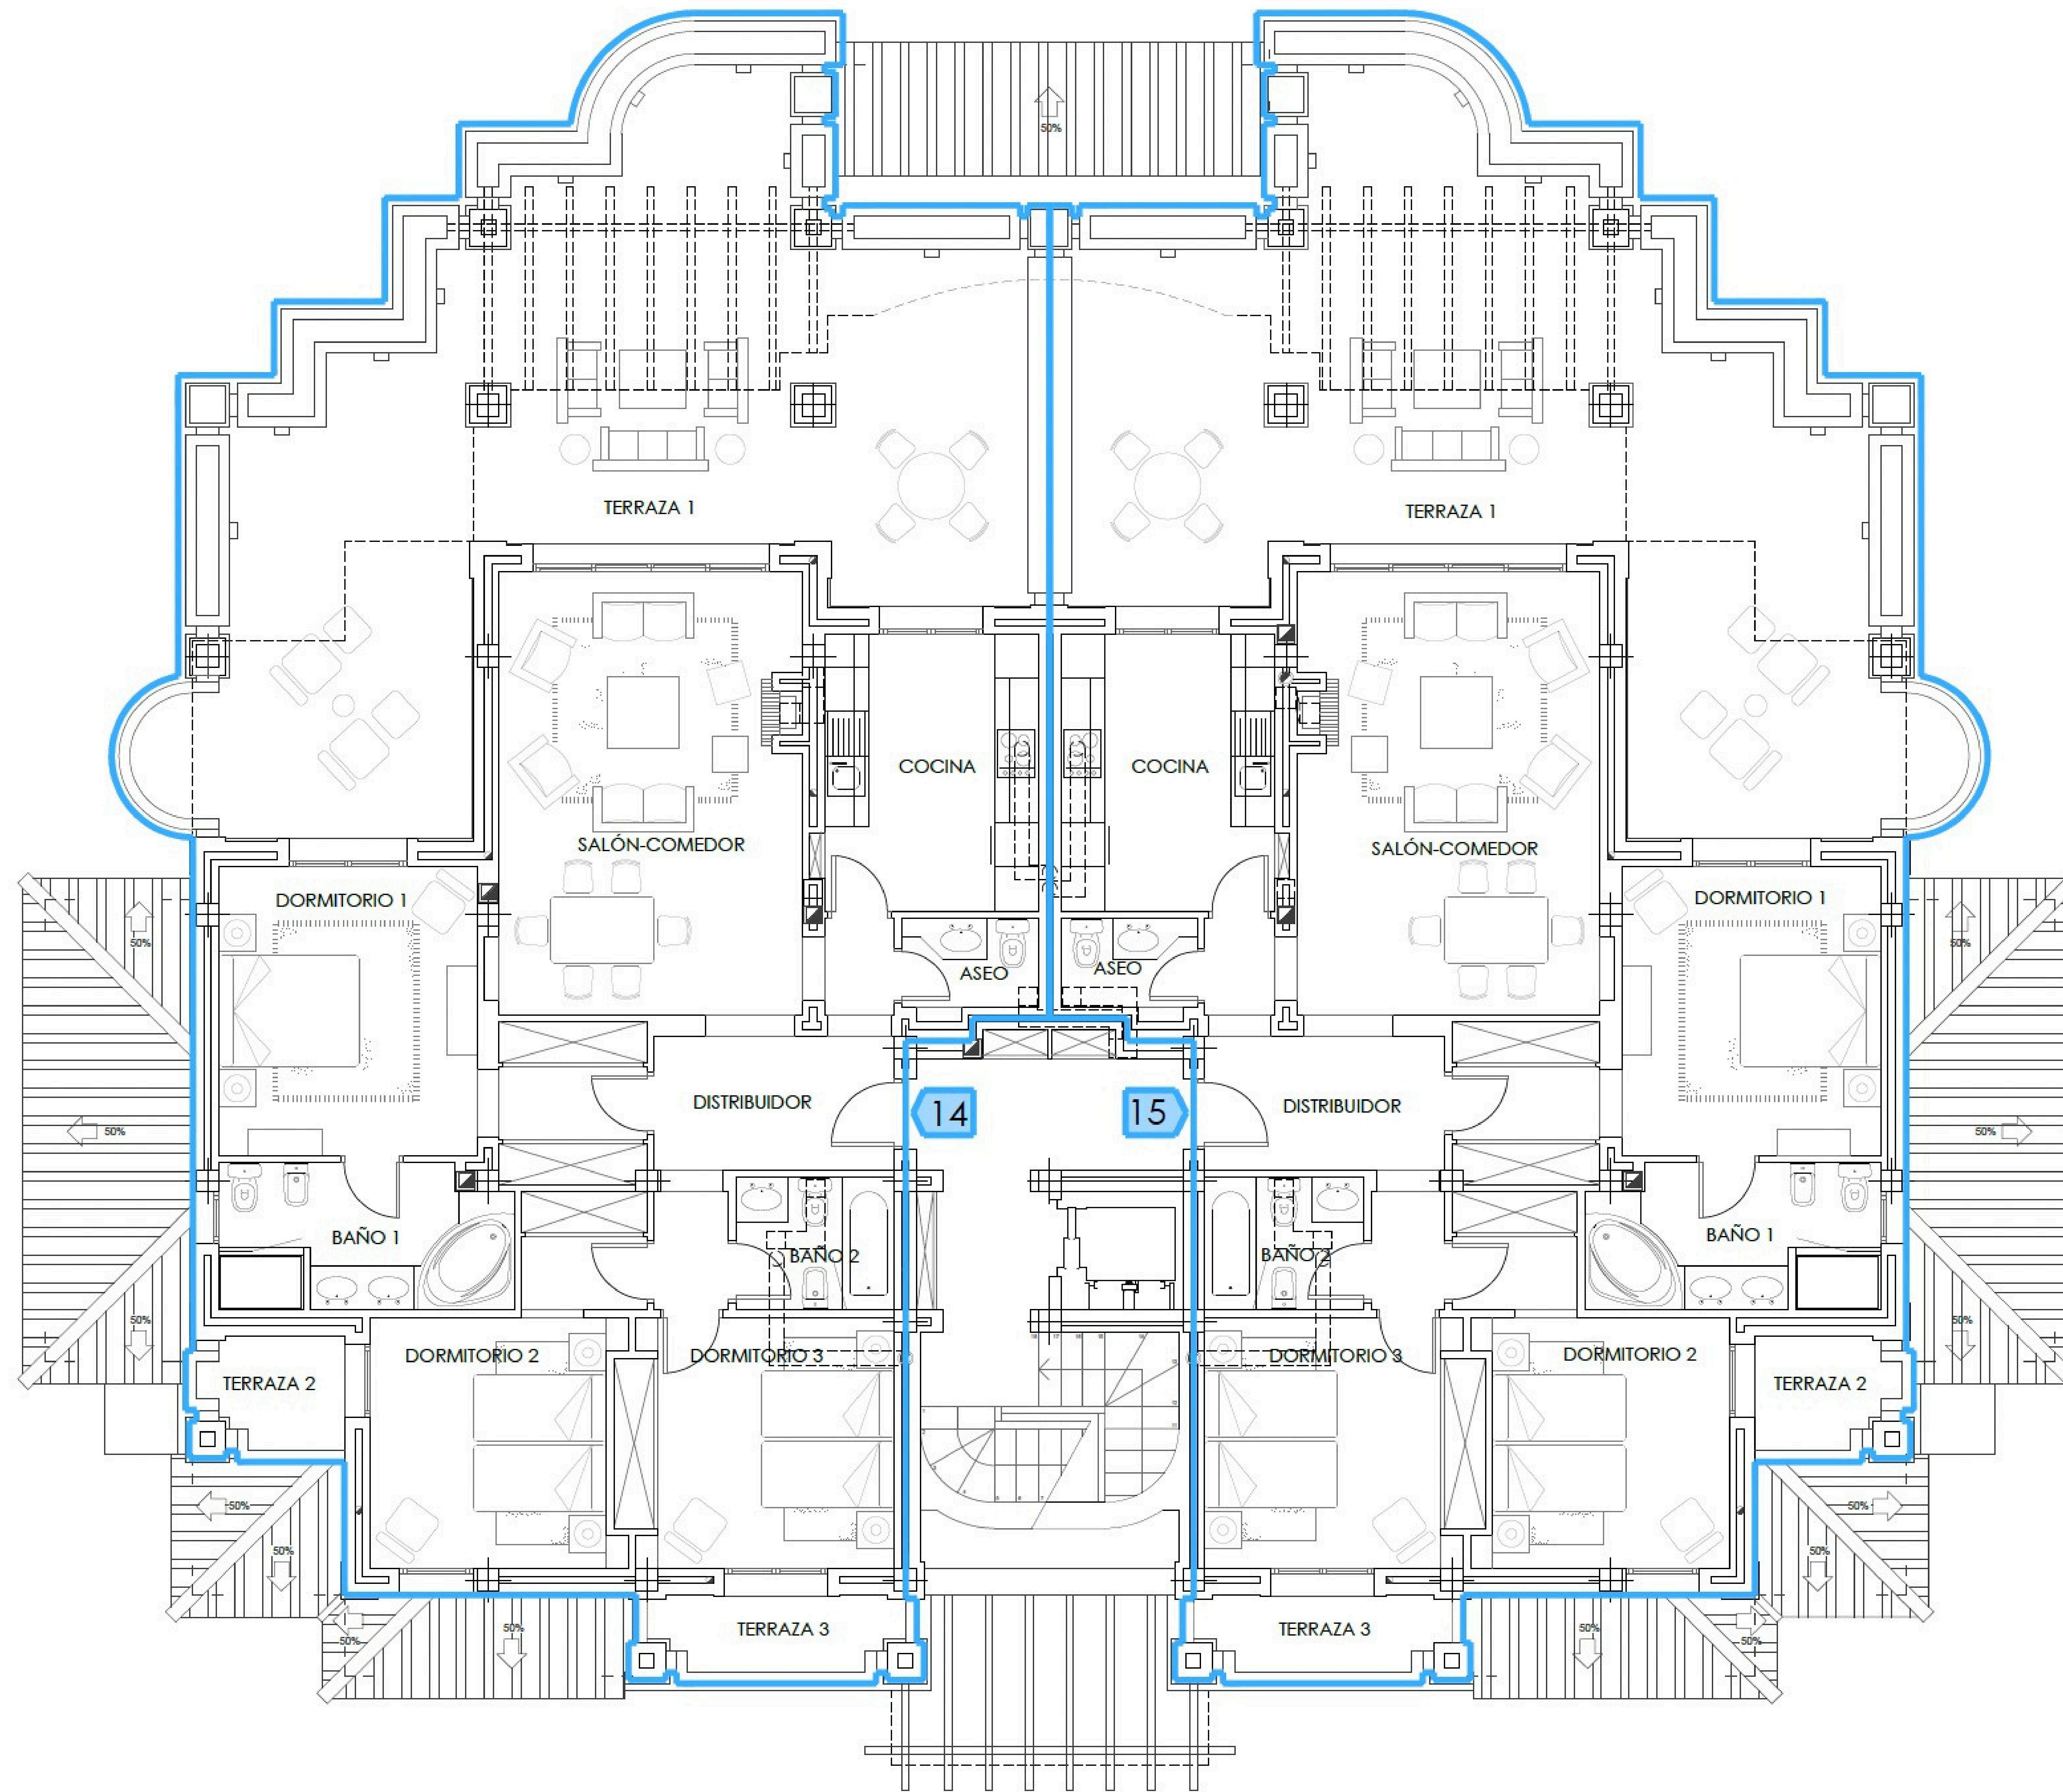 50%
TERRAZA 1
TERRAZA 1
COCINA
COCINA
SALÓN-COMEDOR
SALÓN-COMEDOR
DORMITORIO 1
DORMITORIO 1
50%
50%
ASEO
ASEO
DISTRIBUIDOR
14
15
DISTRIBUIDOR
50%
50%
BAÑO 1
BAÑO 2
BAÑO 2
BAÑO 1
50%
50%
DORMITORIO 2
DORMITORIO 3
DORMITORIO 3
DORMITORIO 2
TERRAZA 2
TERRAZA 2
50%
50%
50%
50%
50%
50%
50%
50%
TERRAZA 3
TERRAZA 3